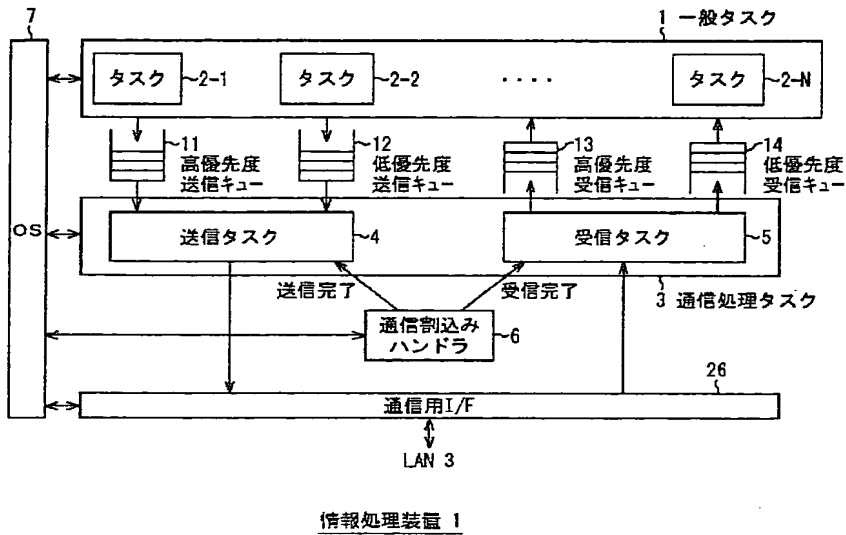 7
1 一般タスク
タスク 2-1
タスク 2-2
‥‥
タスク 2-N
11
高優先度
送信キュー
12
低優先度
送信キュー
13
高優先度
受信キュー
14
低優先度
受信キュー
OS
送信タスク 4
受信タスク 5
送信完了
受信完了
3 通信処理タスク
通信割込み
ハンドラ
6
26
通信用I/F
LAN 3
情報処理装置 1